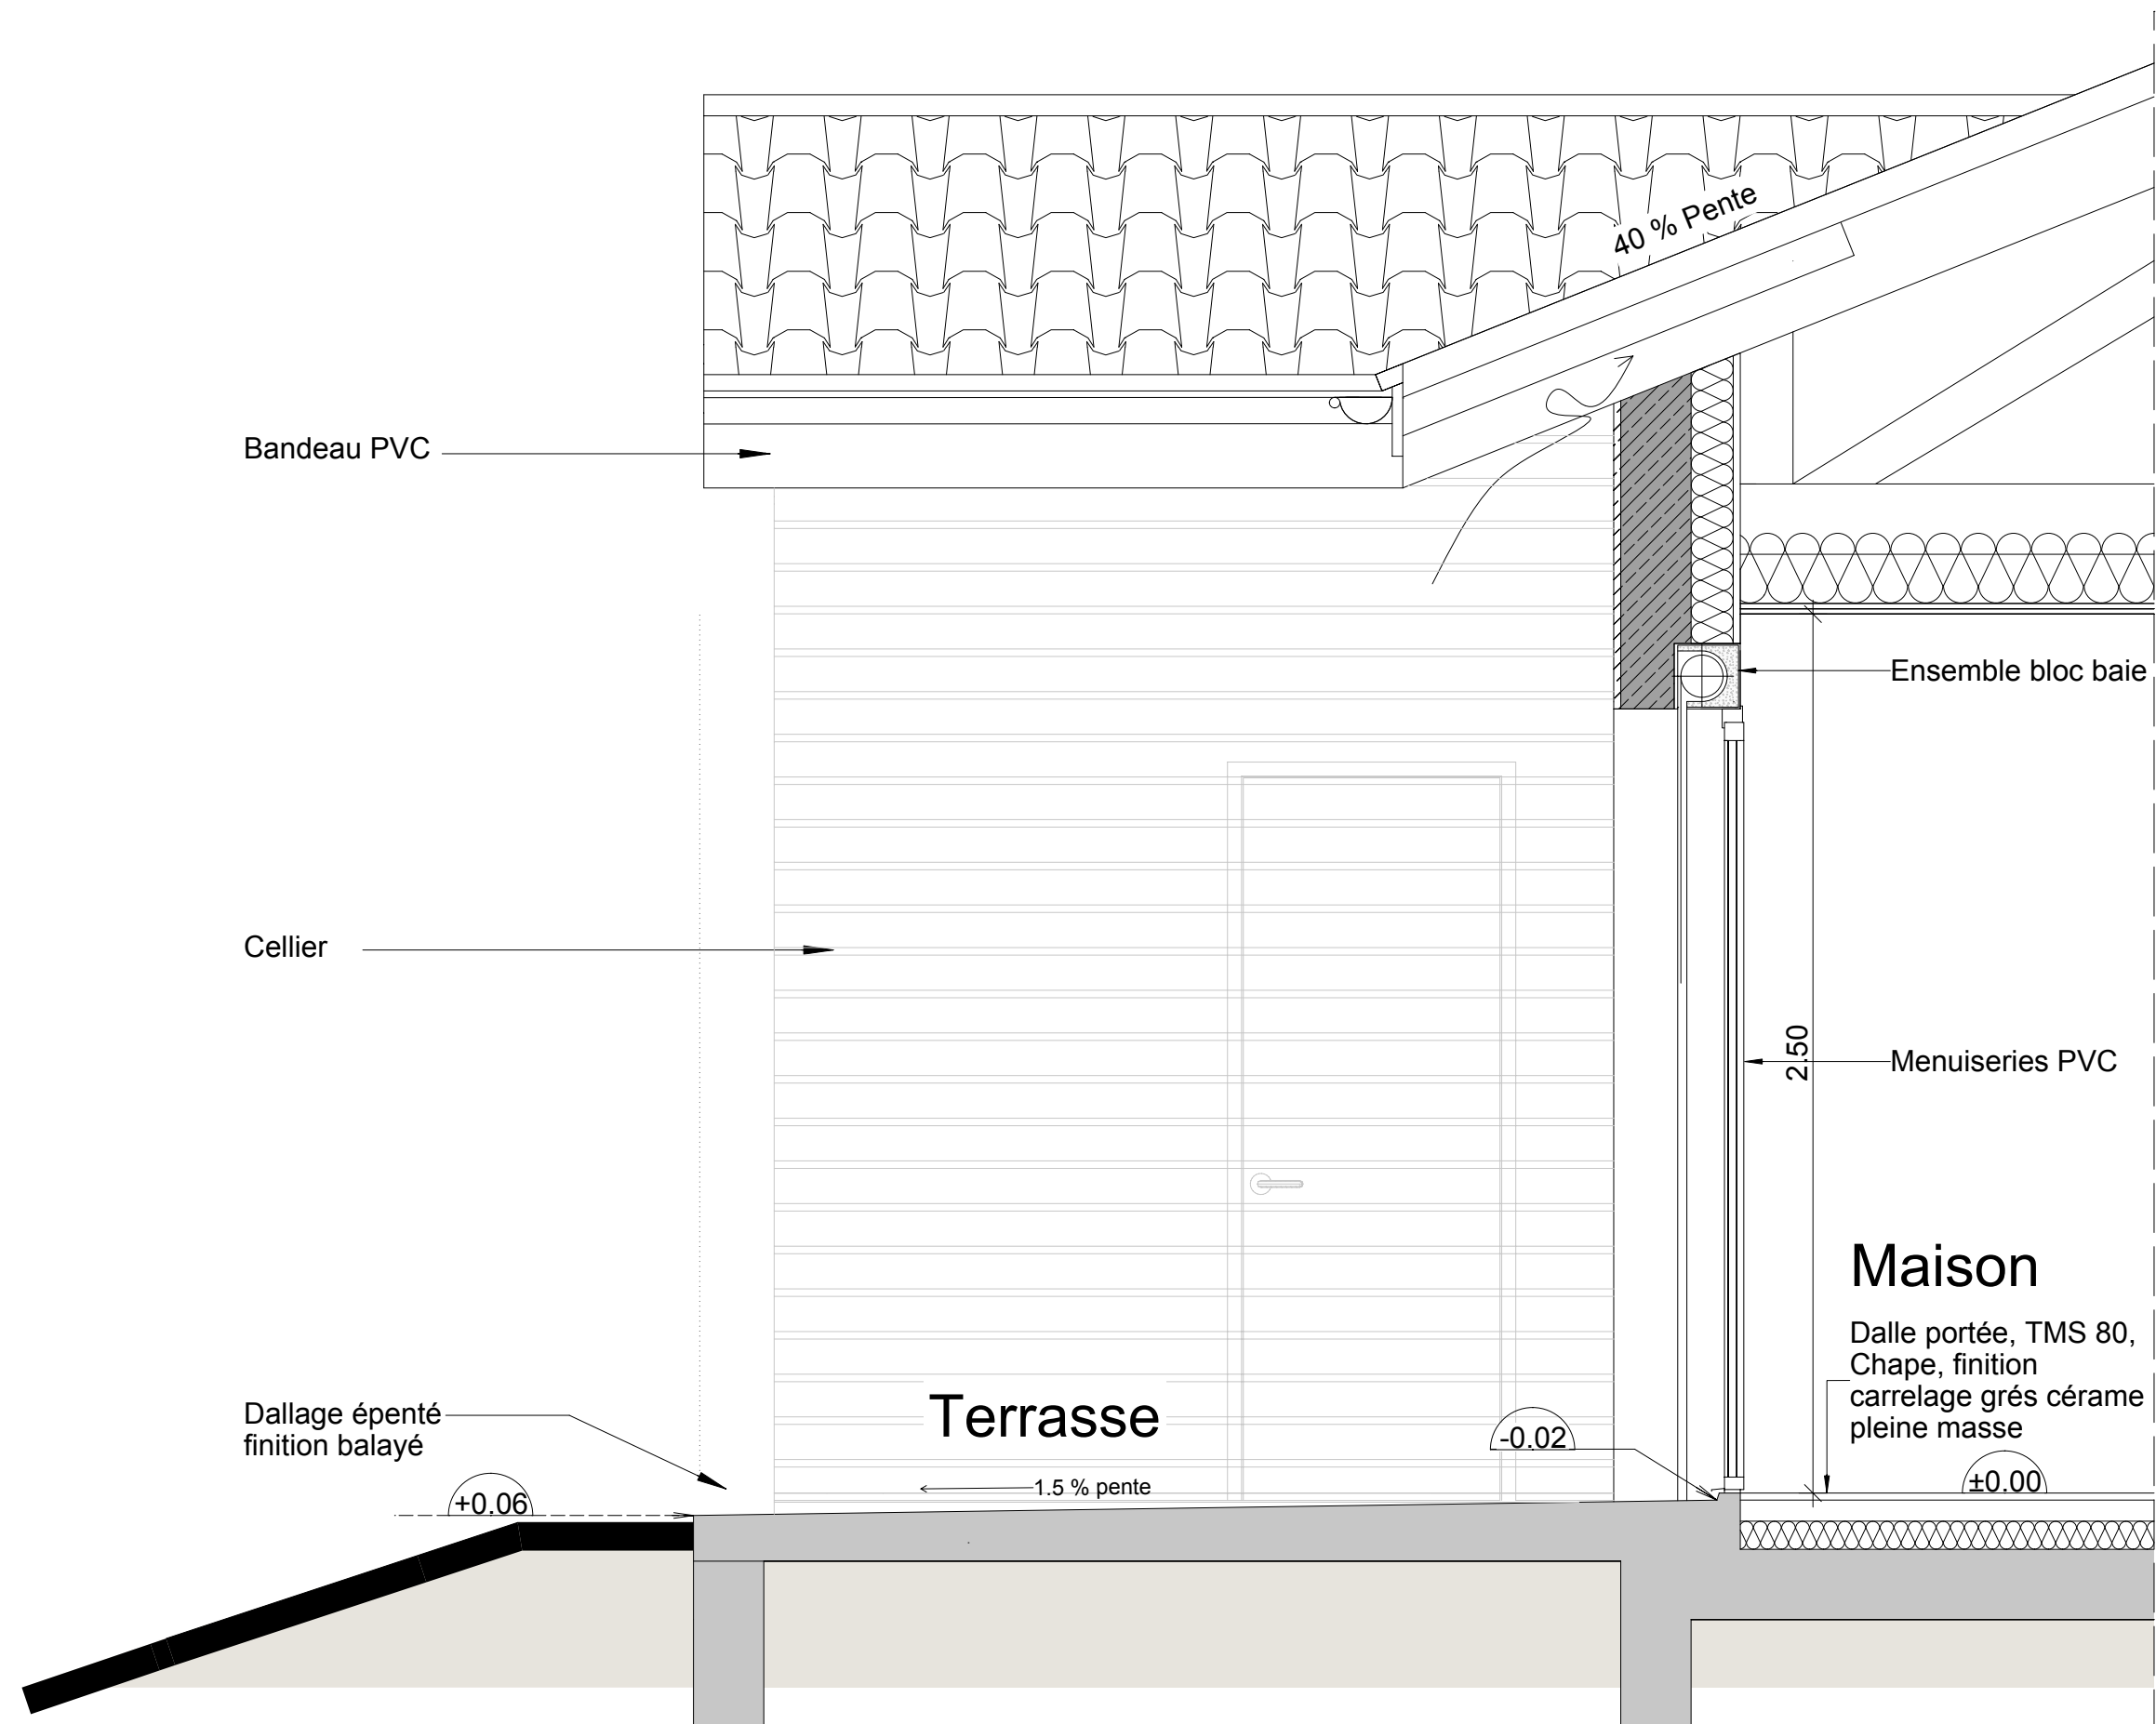 40 % Pente
Bandeau PVC
Ensemble bloc baie
Cellier
2.50
Menuiseries PVC
Maison
Dalle portée, TMS 80,
Chape, finition
carrelage grés cérame
pleine masse
Terrasse
Dallage épenté
finition balayé
-0.02
±0.00
1.5 % pente
+0.06